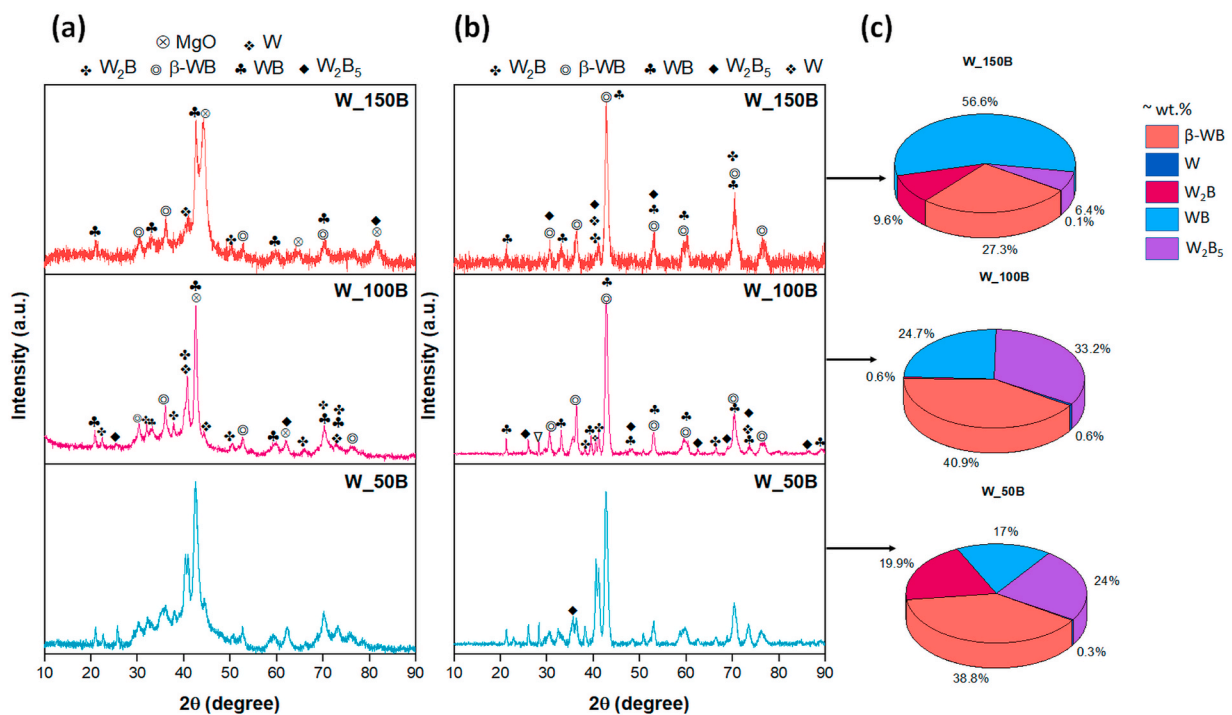 (a)
⊗ MgO ❖ W
✤ W₂B ◎ β-WB ♣ WB ◆ W₂B₅
W_150B
W_100B
W_50B
Intensity (a.u.)
Intensity (a.u.)
10 20 30 40 50 60 70 80 90
2θ (degree)
(b)
✤ W₂B ◎ β-WB ♣ WB ◆ W₂B₅ ❖ W
W_150B
W_100B
∇
W_50B
Intensity (a.u.)
Intensity (a.u.)
10 20 30 40 50 60 70 80 90
2θ (degree)
(c)
W_150B
56.6%
9.6%
27.3%
6.4%
0.1%
~ wt.%
β-WB
W
W₂B
WB
W₂B₅
W_100B
24.7%
33.2%
0.6%
0.6%
40.9%
W_50B
17%
19.9%
24%
0.3%
38.8%